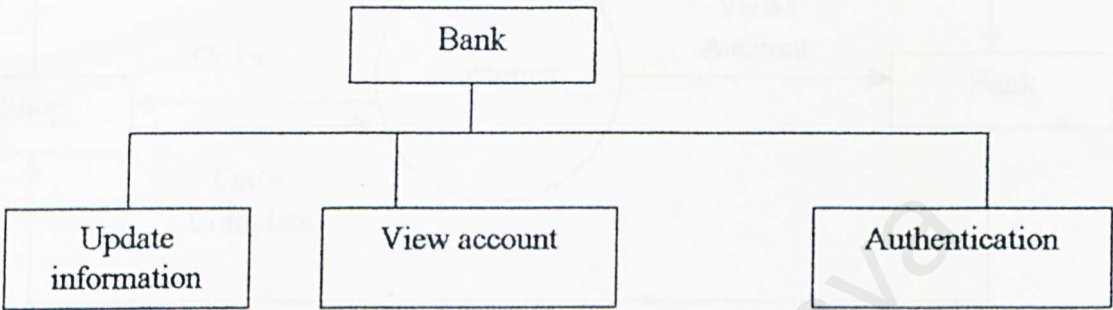 Bank
Update
information
View account
Authentication